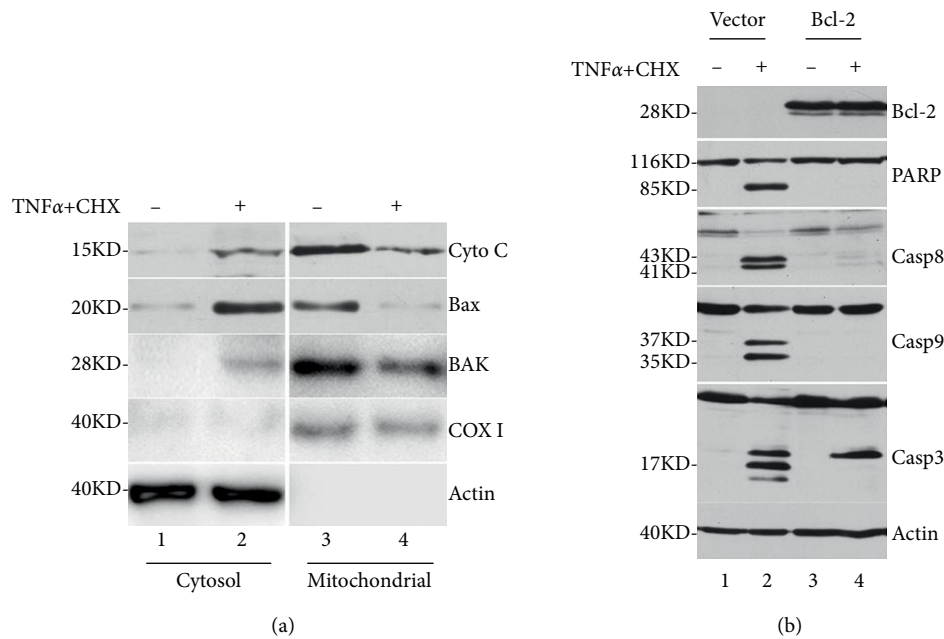 (a)
TNFα+CHX – + – +
15KD- Cyto C
20KD- Bax
28KD- BAK
40KD- COX I
40KD- Actin
1 2 3 4
Cytosol Mitochondrial
(a)
(b)
Vector Bcl-2
TNFα+CHX – + – +
28KD- Bcl-2
116KD-
PARP
85KD-
43KD- Casp8
41KD-
37KD- Casp9
35KD-
Casp3
17KD-
40KD- Actin
1 2 3 4
(b)